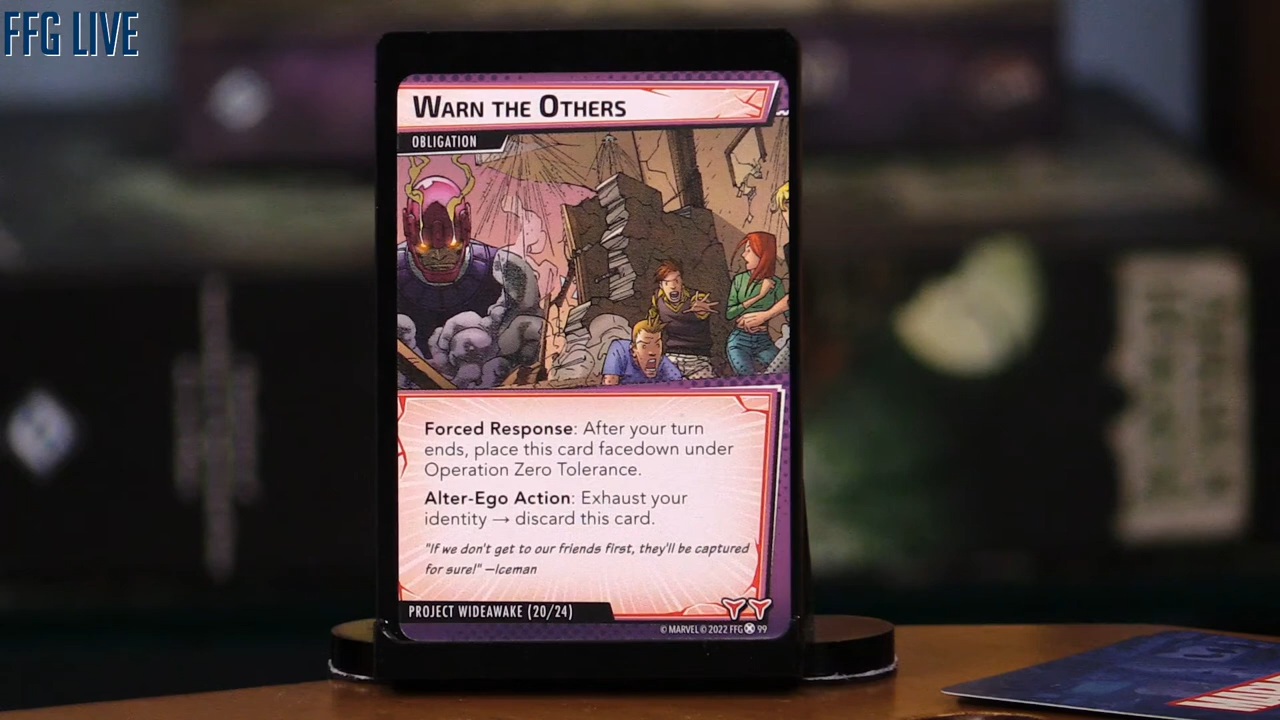 FFG LIVE
WARN THE OTHERS
OBLIGATION
Forced Response: After your turn
ends, place this card facedown under
Operation Zero Tolerance.
Alter-Ego Action: Exhaust your
identity → discard this card.
"If we don't get to our friends first, they'll be captured
for sure!" —Iceman
PROJECT WIDEAWAKE (20/24)
© MARVEL © 2022 FFG 99